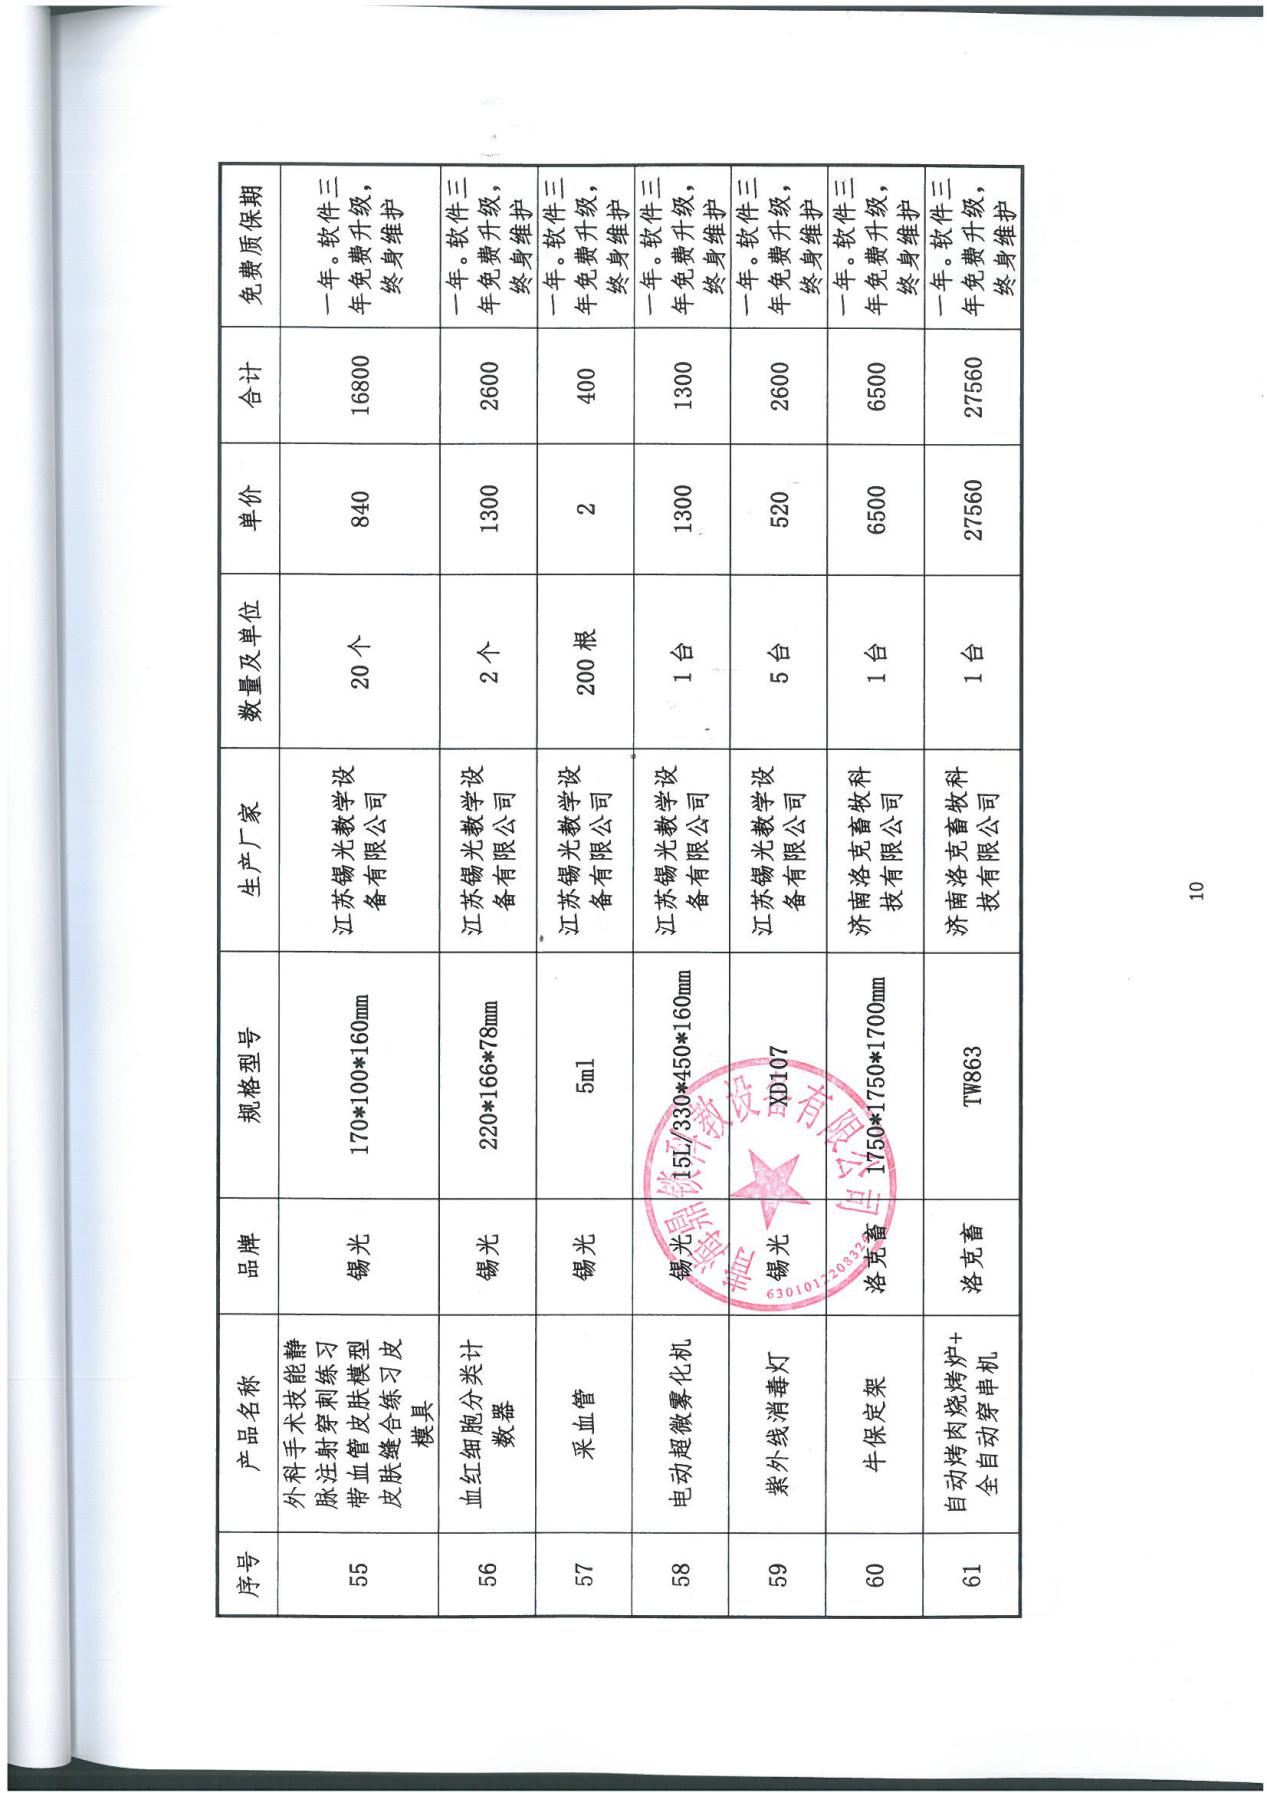 序号 产品名称 品牌 规格型号 生产厂家 数量及单位 单价 合计 免费质保期
55 外科手术技能静脉注射穿刺练习带血管皮肤模型皮肤缝合练习皮模具 锡光 170*100*160mm 江苏锡光教学设备有限公司 20 个 840 16800 一年。软件三年免费升级，终身维护
56 血红细胞分类计数器 锡光 220*166*78mm 江苏锡光教学设备有限公司 2 个 1300 2600 一年。软件三年免费升级，终身维护
57 采血管 锡光 5ml 江苏锡光教学设备有限公司 200 根 2 400 一年。软件三年免费升级，终身维护
58 电动超微雾化机 锡光 15L/330*450*160mm 江苏锡光教学设备有限公司 1 台 1300 1300 一年。软件三年免费升级，终身维护
59 紫外线消毒灯 锡光 XD107 江苏锡光教学设备有限公司 5 台 520 2600 一年。软件三年免费升级，终身维护
60 牛保定架 洛克畜 1750*1750*1700mm 济南洛克畜牧科技有限公司 1 台 6500 6500 一年。软件三年免费升级，终身维护
61 自动烤肉烧烤炉+全自动穿串机 洛克畜 TW863 济南洛克畜牧科技有限公司 1 台 27560 27560 一年。软件三年免费升级，终身维护
青海鼎锁科教设备有限公司
10